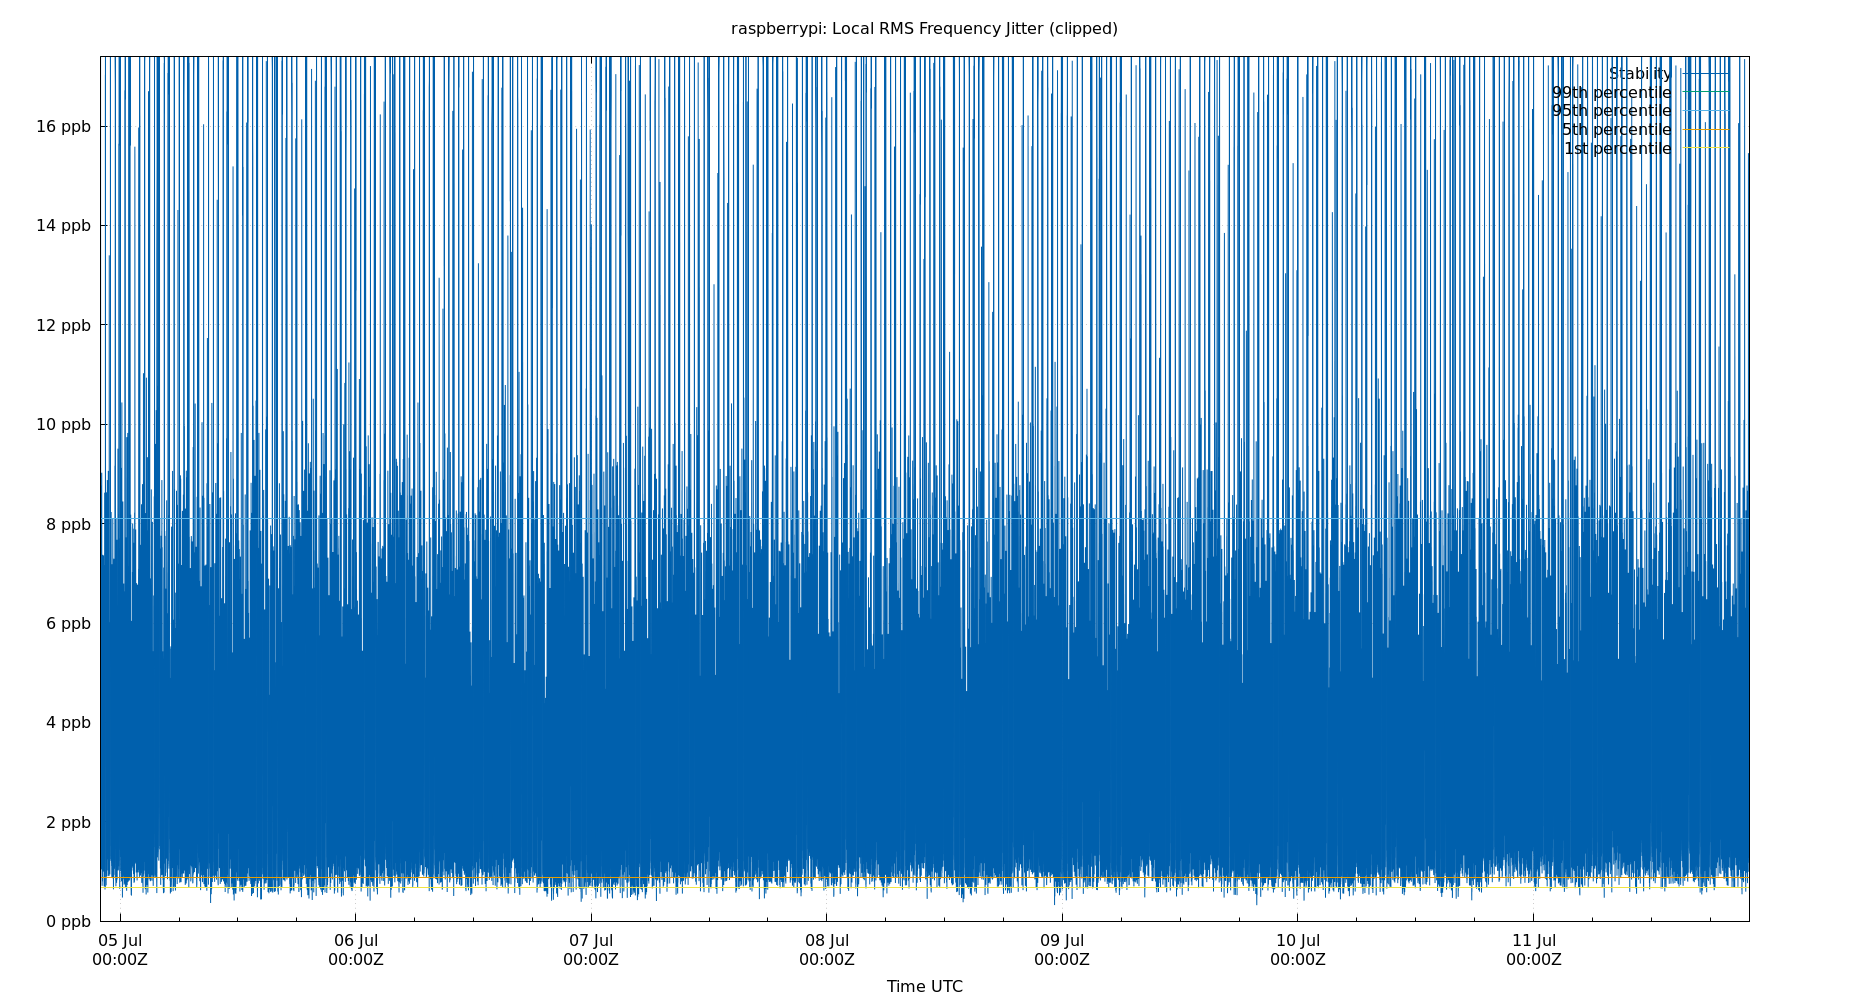 raspberrypi: Local RMS Frequency Jitter (clipped)
Stability
99th percentile
95th percentile
5th percentile
1st percentile
16 ppb
14 ppb
12 ppb
10 ppb
8 ppb
6 ppb
4 ppb
2 ppb
0 ppb
05 Jul 06 Jul 07 Jul 08 Jul 09 Jul 10 Jul 11 Jul
00:00Z 00:00Z 00:00Z 00:00Z 00:00Z 00:00Z 00:00Z
Time UTC